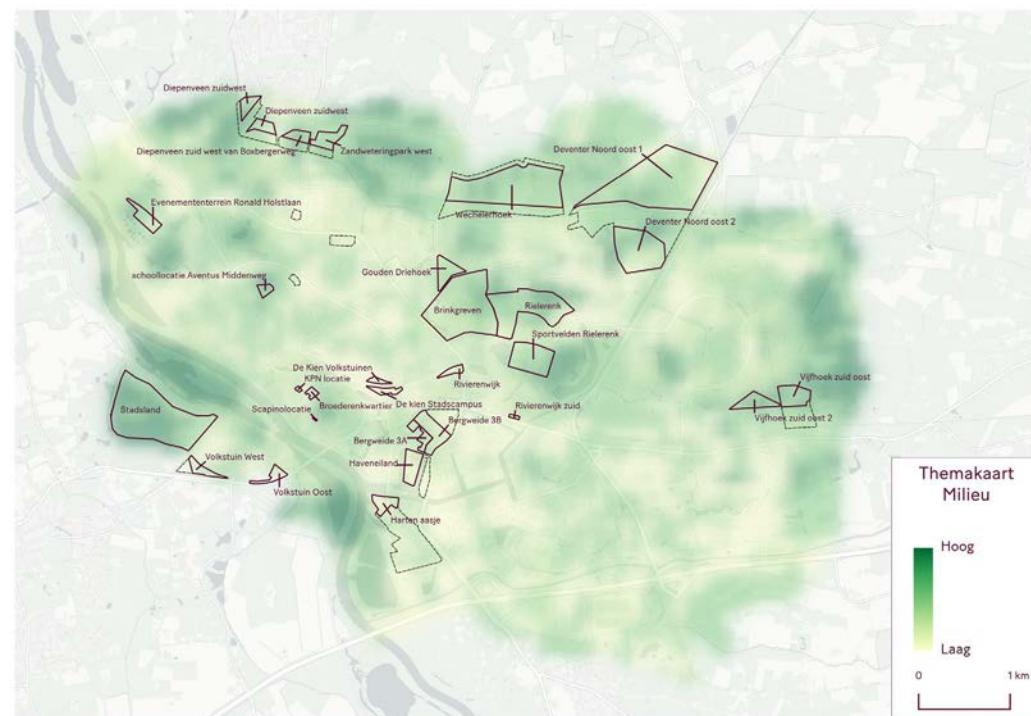 Diepenveen zuidwest
Diepenveen zuidwest
Diepenveen zuid west van Boxbergerweg
Zandweteringpark west
Deventer Noord oost 1
Evenemententerrein Ronald Holstlaan
Wechelerhoek
Deventer Noord oost 2
schoollocatie Aventus Middenweg
Gouden Driehoek
Brinkgreven
Rielerenk
Sportvelden Rielerenk
De Kien Volkstuinen
KPN locatie
Rivierenwijk
Vijfhoek zuid oost
Stadsland
Broederenkwartier
De kien Stadscampus
Scapinolocatie
Rivierenwijk zuid
Vijfhoek zuid oost 2
Bergweide 3B
Bergweide 3A
Volkstuin West
Haveneiland
Volkstuin Oost
Harten aasje
Themakaart
Milieu
Hoog
Laag
0 1 km